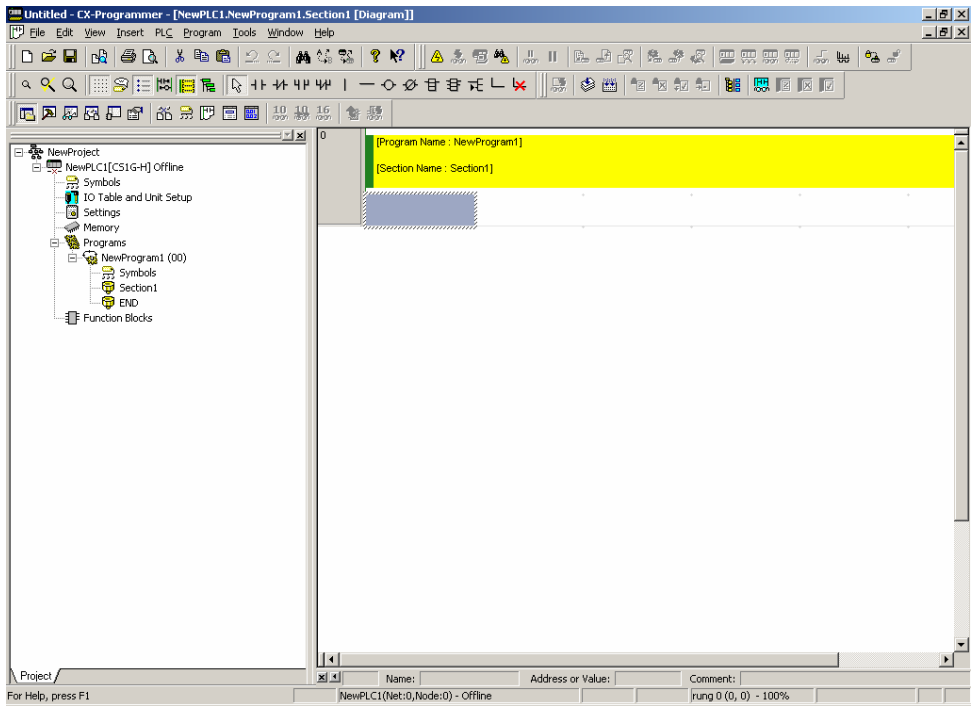 Untitled - CX-Programmer - [NewPLC1.NewProgram1.Section1 [Diagram]]
File Edit View Insert PLC Program Tools Window Help
10 10 16
0
[Program Name : NewProgram1]
[Section Name : Section1]
NewProject
NewPLC1[CS1G-H] Offline
Symbols
IO Table and Unit Setup
Settings
Memory
Programs
NewProgram1 (00)
Symbols
Section1
END
Function Blocks
Project
Name: Address or Value: Comment:
For Help, press F1 NewPLC1(Net:0,Node:0) - Offline rung 0 (0, 0) - 100%